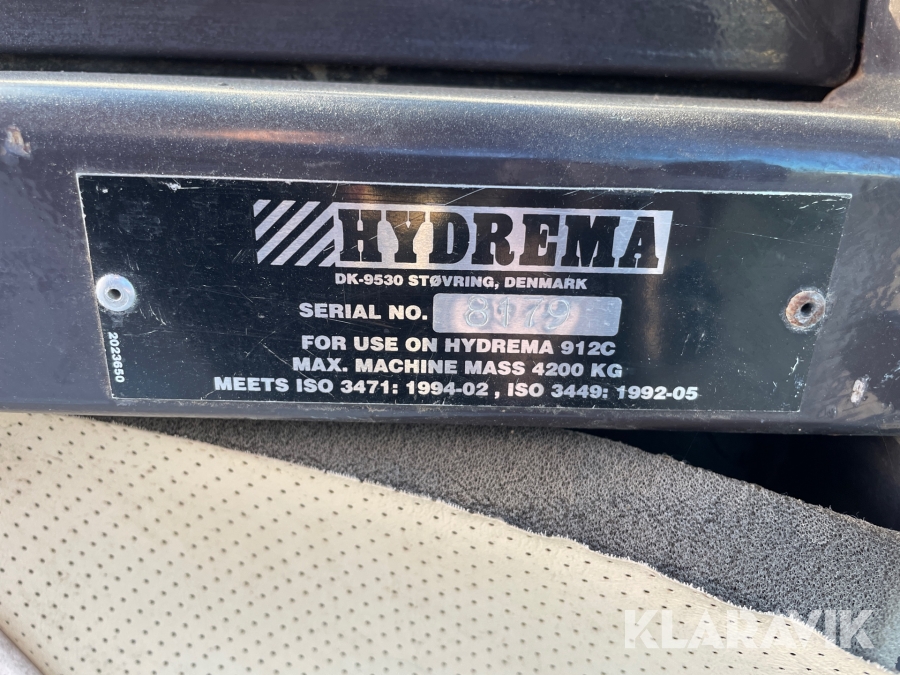 HYDREMA
DK-9530 STØVRING, DENMARK
SERIAL NO. 8179
FOR USE ON HYDREMA 912C
MAX. MACHINE MASS 4200 KG
MEETS ISO 3471: 1994-02 , ISO 3449: 1992-05
2023650
KLARAVIK